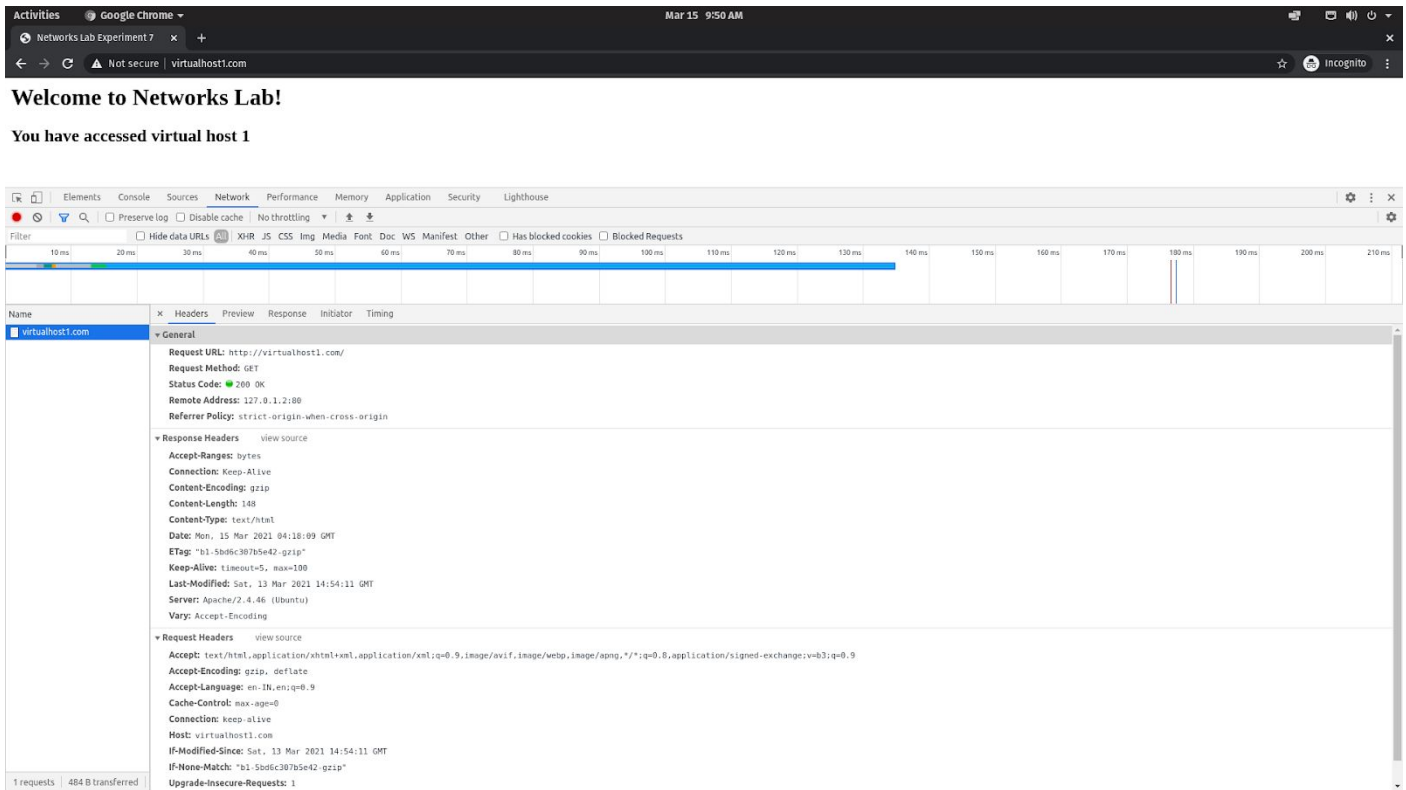 Activities Google Chrome Mar 15 9:50 AM
Networks Lab Experiment 7 × + ×
Not secure | virtualhost1.com Incognito
Welcome to Networks Lab!
You have accessed virtual host 1
Elements Console Sources Network Performance Memory Application Security Lighthouse
Preserve log Disable cache No throttling
Filter Hide data URLs All XHR JS CSS Img Media Font Doc WS Manifest Other Has blocked cookies Blocked Requests
10 ms 20 ms 30 ms 40 ms 50 ms 60 ms 70 ms 80 ms 90 ms 100 ms 110 ms 120 ms 130 ms 140 ms 150 ms 160 ms 170 ms 180 ms 190 ms 200 ms 210 ms
Name × Headers Preview Response Initiator Timing
virtualhost1.com
General
Request URL: http://virtualhost1.com/
Request Method: GET
Status Code: 200 OK
Remote Address: 127.0.1.2:80
Referrer Policy: strict-origin-when-cross-origin
Response Headers view source
Accept-Ranges: bytes
Connection: Keep-Alive
Content-Encoding: gzip
Content-Length: 148
Content-Type: text/html
Date: Mon, 15 Mar 2021 04:18:09 GMT
ETag: "b1-5bd6c307b5e42-gzip"
Keep-Alive: timeout=5, max=100
Last-Modified: Sat, 13 Mar 2021 14:54:11 GMT
Server: Apache/2.4.46 (Ubuntu)
Vary: Accept-Encoding
Request Headers view source
Accept: text/html,application/xhtml+xml,application/xml;q=0.9,image/avif,image/webp,image/apng,*/*;q=0.8,application/signed-exchange;v=b3;q=0.9
Accept-Encoding: gzip, deflate
Accept-Language: en-IN,en;q=0.9
Cache-Control: max-age=0
Connection: keep-alive
Host: virtualhost1.com
If-Modified-Since: Sat, 13 Mar 2021 14:54:11 GMT
If-None-Match: "b1-5bd6c307b5e42-gzip"
Upgrade-Insecure-Requests: 1
1 requests 484 B transferred